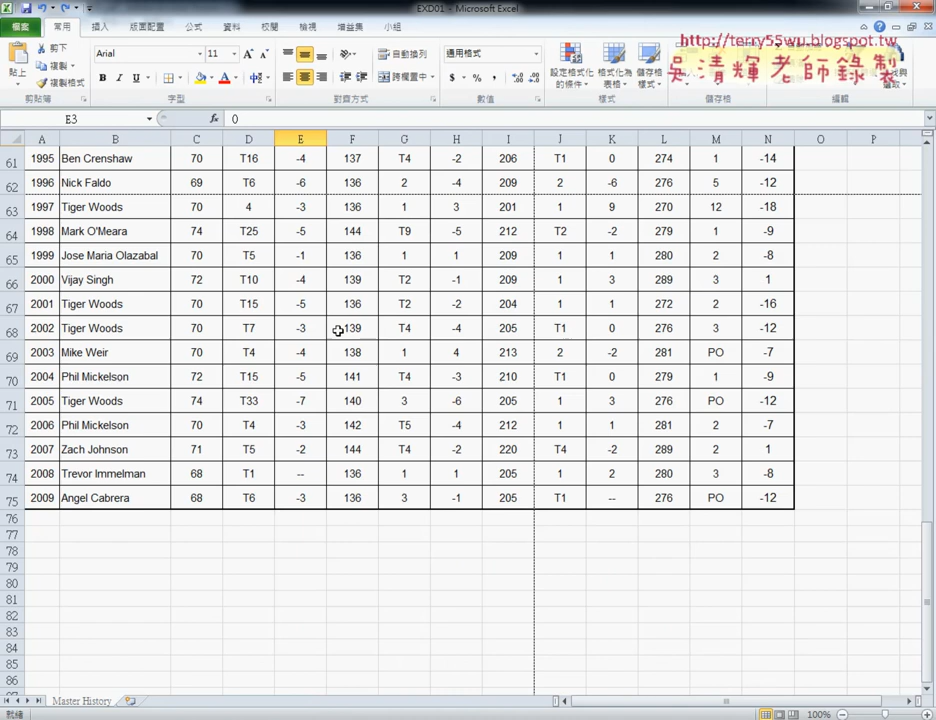 EXD01 - Microsoft Excel
檔案 常用 插入 版面配置 公式 資料 校閱 檢視 增益集 小組
http://terry55wu.blogspot.tw
吳清輝老師錄製
貼上 剪下 複製 複製格式
Arial 11
B I U
自動換列
跨欄置中
通用格式
$ % ,
設定格式化的條件 格式化為表格 儲存格樣式
剪貼簿 字型 對齊方式 數值 樣式 儲存格 編輯
E3 fx 0
A B C D E F G H I J K L M N O P
61 1995 Ben Crenshaw 70 T16 -4 137 T4 -2 206 T1 0 274 1 -14
62 1996 Nick Faldo 69 T6 -6 136 2 -4 209 2 -6 276 5 -12
63 1997 Tiger Woods 70 4 -3 136 1 3 201 1 9 270 12 -18
64 1998 Mark O'Meara 74 T25 -5 144 T9 -5 212 T2 -2 279 1 -9
65 1999 Jose Maria Olazabal 70 T5 -1 136 1 1 209 1 1 280 2 -8
66 2000 Vijay Singh 72 T10 -4 139 T2 -1 209 1 3 289 3 1
67 2001 Tiger Woods 70 T15 -5 136 T2 -2 204 1 1 272 2 -16
68 2002 Tiger Woods 70 T7 -3 139 T4 -4 205 T1 0 276 3 -12
69 2003 Mike Weir 70 T4 -4 138 1 4 213 2 -2 281 PO -7
70 2004 Phil Mickelson 72 T15 -5 141 T4 -3 210 T1 0 279 1 -9
71 2005 Tiger Woods 74 T33 -7 140 3 -6 205 1 3 276 PO -12
72 2006 Phil Mickelson 70 T4 -3 142 T5 -4 212 1 1 281 2 -7
73 2007 Zach Johnson 71 T5 -2 144 T4 -2 220 T4 -2 289 2 1
74 2008 Trevor Immelman 68 T1 -- 136 1 1 205 1 2 280 3 -8
75 2009 Angel Cabrera 68 T6 -3 136 3 -1 205 T1 -- 276 PO -12
76
77
78
79
80
81
82
83
84
85
86
Master History
就緒 100%